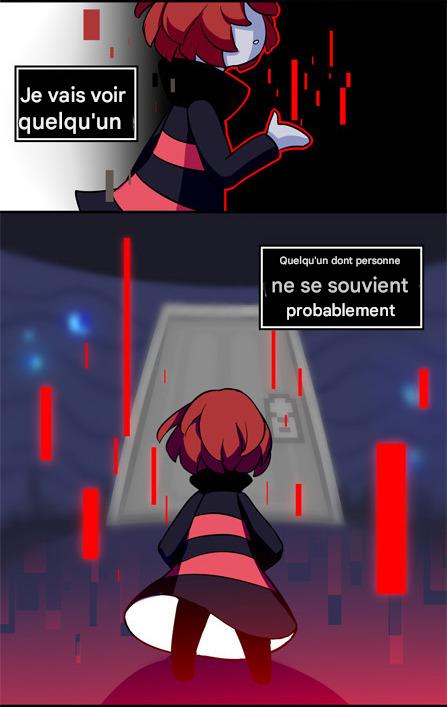 Je vais voir
quelqu'un
Quelqu'un dont personne
ne se souvient
probablement